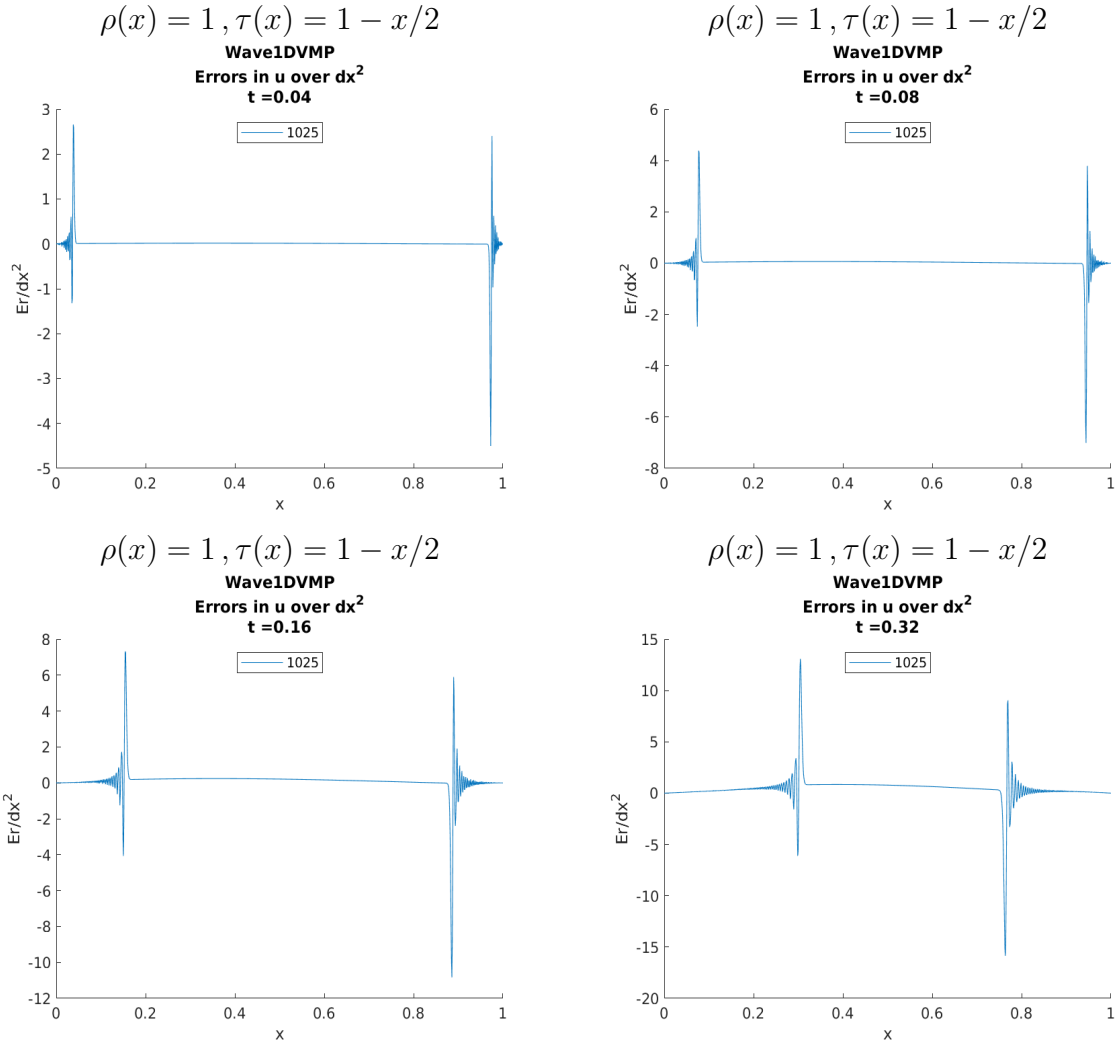 ρ(x) = 1 , τ(x) = 1 − x/2
Wave1DVMP
Errors in u over dx²
t =0.04
1025
3
2
1
0
-1
-2
-3
-4
-5
Er/dx²
0 0.2 0.4 0.6 0.8 1
x
ρ(x) = 1 , τ(x) = 1 − x/2
Wave1DVMP
Errors in u over dx²
t =0.08
1025
6
4
2
0
-2
-4
-6
-8
Er/dx²
0 0.2 0.4 0.6 0.8 1
x
ρ(x) = 1 , τ(x) = 1 − x/2
Wave1DVMP
Errors in u over dx²
t =0.16
1025
8
6
4
2
0
-2
-4
-6
-8
-10
-12
Er/dx²
0 0.2 0.4 0.6 0.8 1
x
ρ(x) = 1 , τ(x) = 1 − x/2
Wave1DVMP
Errors in u over dx²
t =0.32
1025
15
10
5
0
-5
-10
-15
-20
Er/dx²
0 0.2 0.4 0.6 0.8 1
x